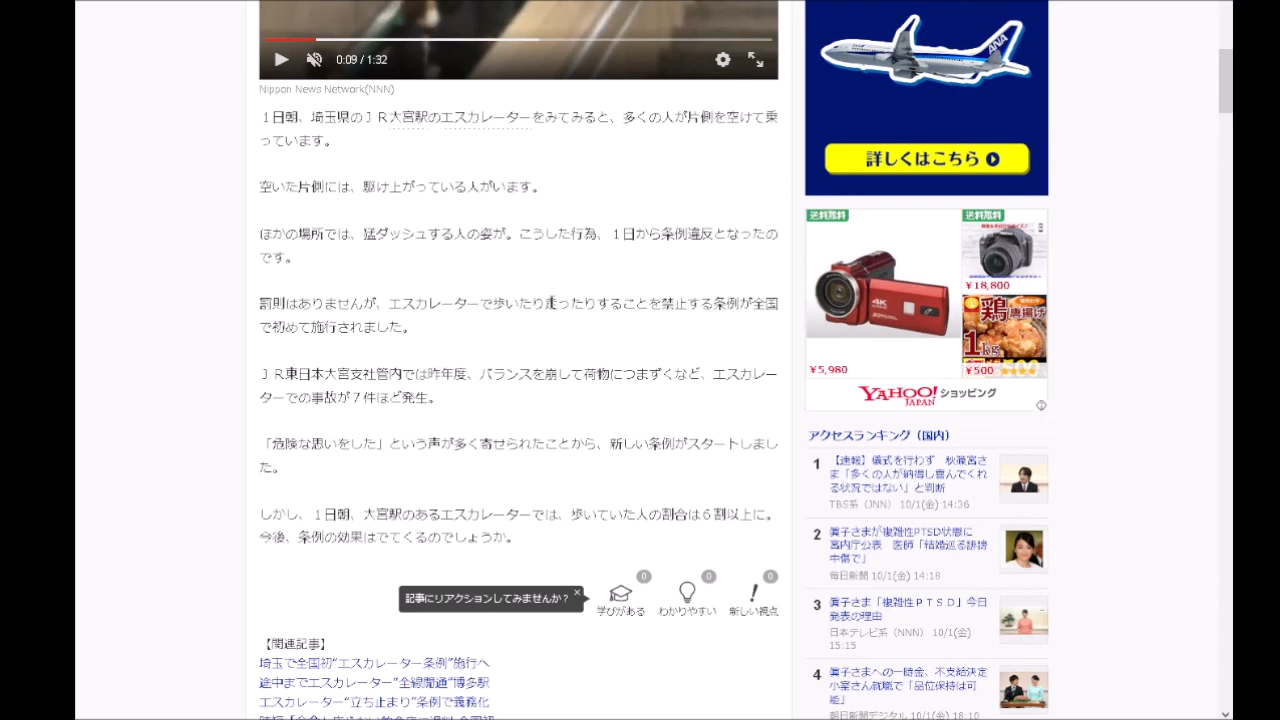 0:09 / 1:32
Nippon News Network(NNN)
１日朝、埼玉県のＪＲ大宮駅のエスカレーターをみてみると、多くの人が片側を空けて乗
っています。
空いた片側には、駆け上がっている人がいます。
ほかの場所では、猛ダッシュする人の姿が。こうした行為、１日から条例違反となったの
です。
罰則はありませんが、エスカレーターで歩いたり走ったりすることを禁止する条例が全国
で初めて施行されました。
ＪＲ東日本大宮支社管内では昨年度、バランスを崩して荷物につまずくなど、エスカレー
ターでの事故が７件ほど発生。
「危険な思いをした」という声が多く寄せられたことから、新しい条例がスタートしまし
た。
しかし、１日朝、大宮駅のあるエスカレーターでは、歩いていた人の割合は６割以上に。
今後、条例の効果はでてくるのでしょうか。
記事にリアクションしてみませんか？
×
0
学びがある
0
わかりやすい
0
新しい視点
【関連記事】
埼玉で全国初“エスカレーター条例”施行へ
途中までエスカレーター“全線開通”博多駅
エスカレーター“立ち止まり”条例で義務化
ANA
詳しくはこちら
送料無料
4K
¥5,980
送料無料
¥18,800
鶏
唐揚げ
1kg
¥500
YAHOO! JAPAN ショッピング
アクセスランキング（国内）
1
【速報】儀式を行わず 秋篠宮さ
ま「多くの人が納得し喜んでくれ
る状況ではない」と判断
TBS系（JNN） 10/1(金) 14:36
2
眞子さまが複雑性PTSD状態に
宮内庁公表 医師「結婚巡る誹謗
中傷で」
毎日新聞 10/1(金) 14:18
3
眞子さま「複雑性ＰＴＳＤ」今日
発表の理由
日本テレビ系（NNN） 10/1(金)
15:15
4
眞子さまへの一時金、不支給決定
小室さん就職で「品位保持は可
能」
朝日新聞デジタル 10/1(金) 18:10